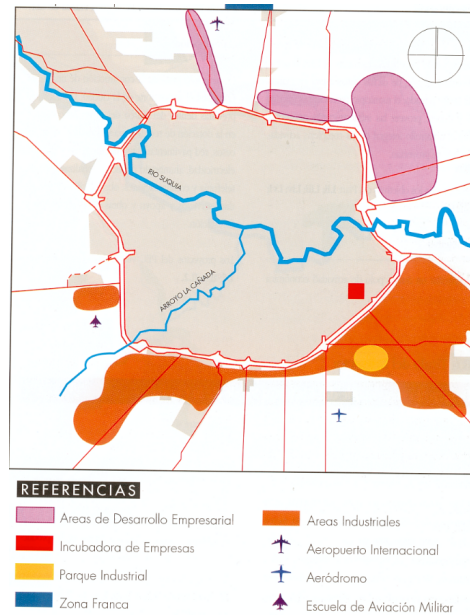 RIO SUQUIA
ARROYO LA CAÑADA
REFERENCIAS
Areas de Desarrollo Empresarial
Incubadora de Empresas
Parque Industrial
Zona Franca
Areas Industriales
Aeropuerto Internacional
Aeródromo
Escuela de Aviación Militar